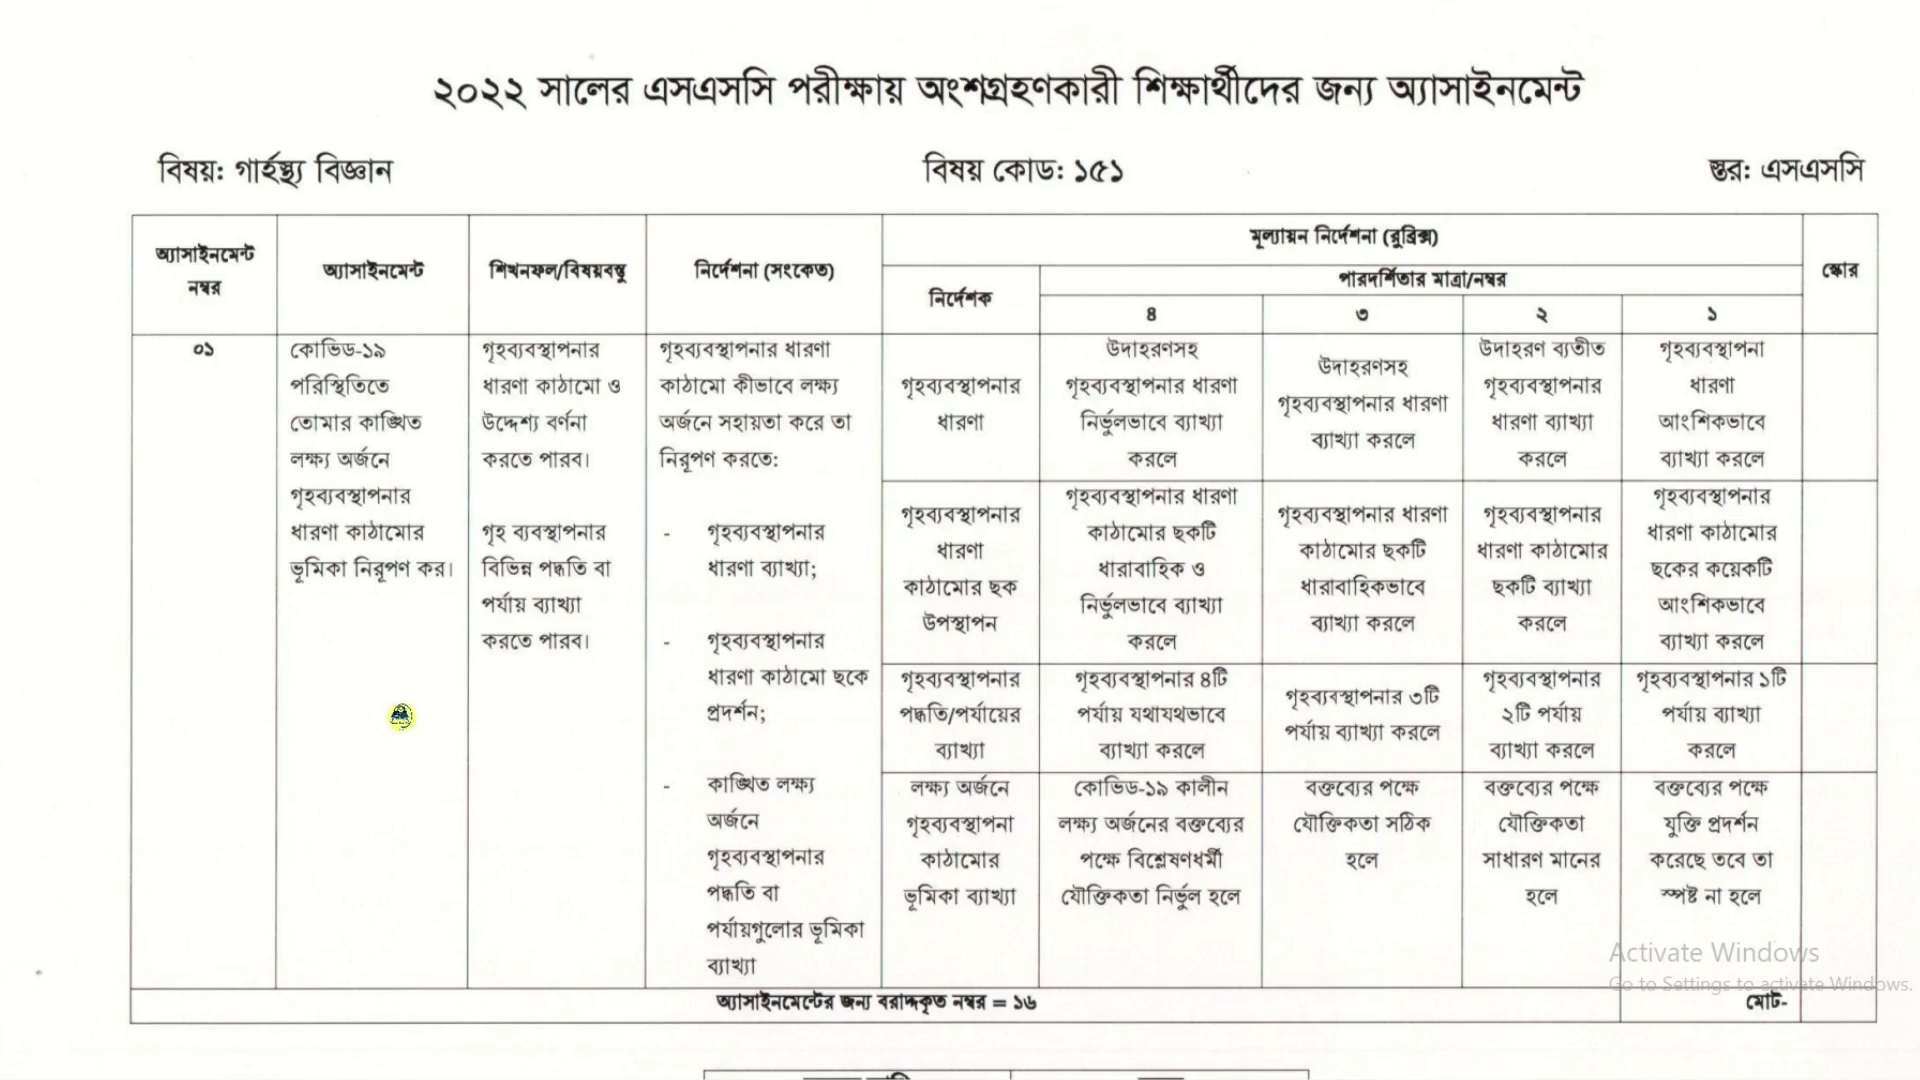 ২০২২ সালের এসএসসি পরীক্ষায় অংশগ্রহণকারী শিক্ষার্থীদের জন্য অ্যাসাইনমেন্ট
বিষয়: গার্হস্থ্য বিজ্ঞান
বিষয় কোড: ১৫১
স্তর: এসএসসি
অ্যাসাইনমেন্ট
নম্বর
অ্যাসাইনমেন্ট
শিখনফল/বিষয়বস্তু
নির্দেশনা (সংকেত)
মূল্যায়ন নির্দেশনা (রুব্রিক্স)
নির্দেশক
পারদর্শিতার মাত্রা/নম্বর
৪
৩
২
১
স্কোর
০১
কোভিড-১৯
পরিস্থিতিতে
তোমার কাঙ্খিত
লক্ষ্য অর্জনে
গৃহব্যবস্থাপনার
ধারণা কাঠামোর
ভূমিকা নিরূপণ কর।
গৃহব্যবস্থাপনার
ধারণা কাঠামো ও
উদ্দেশ্য বর্ণনা
করতে পারব।
গৃহ ব্যবস্থাপনার
বিভিন্ন পদ্ধতি বা
পর্যায় ব্যাখ্যা
করতে পারব।
গৃহব্যবস্থাপনার ধারণা
কাঠামো কীভাবে লক্ষ্য
অর্জনে সহায়তা করে তা
নিরূপণ করতে:
- গৃহব্যবস্থাপনার
ধারণা ব্যাখ্যা;
- গৃহব্যবস্থাপনার
ধারণা কাঠামো ছকে
প্রদর্শন;
- কাঙ্খিত লক্ষ্য
অর্জনে
গৃহব্যবস্থাপনার
পদ্ধতি বা
পর্যায়গুলোর ভূমিকা
ব্যাখ্যা
গৃহব্যবস্থাপনার
ধারণা
উদাহরণসহ
গৃহব্যবস্থাপনার ধারণা
নির্ভুলভাবে ব্যাখ্যা
করলে
উদাহরণসহ
গৃহব্যবস্থাপনার ধারণা
ব্যাখ্যা করলে
উদাহরণ ব্যতীত
গৃহব্যবস্থাপনার
ধারণা ব্যাখ্যা
করলে
গৃহব্যবস্থাপনা
ধারণা
আংশিকভাবে
ব্যাখ্যা করলে
গৃহব্যবস্থাপনার
ধারণা
কাঠামোর ছক
উপস্থাপন
গৃহব্যবস্থাপনার ধারণা
কাঠামোর ছকটি
ধারাবাহিক ও
নির্ভুলভাবে ব্যাখ্যা
করলে
গৃহব্যবস্থাপনার ধারণা
কাঠামোর ছকটি
ধারাবাহিকভাবে
ব্যাখ্যা করলে
গৃহব্যবস্থাপনার
ধারণা কাঠামোর
ছকটি ব্যাখ্যা
করলে
গৃহব্যবস্থাপনার
ধারণা কাঠামোর
ছকের কয়েকটি
আংশিকভাবে
ব্যাখ্যা করলে
গৃহব্যবস্থাপনার
পদ্ধতি/পর্যায়ের
ব্যাখ্যা
গৃহব্যবস্থাপনার ৪টি
পর্যায় যথাযথভাবে
ব্যাখ্যা করলে
গৃহব্যবস্থাপনার ৩টি
পর্যায় ব্যাখ্যা করলে
গৃহব্যবস্থাপনার
২টি পর্যায়
ব্যাখ্যা করলে
গৃহব্যবস্থাপনার ১টি
পর্যায় ব্যাখ্যা
করলে
লক্ষ্য অর্জনে
গৃহব্যবস্থাপনা
কাঠামোর
ভূমিকা ব্যাখ্যা
কোভিড-১৯ কালীন
লক্ষ্য অর্জনের বক্তব্যের
পক্ষে বিশ্লেষণধর্মী
যৌক্তিকতা নির্ভুল হলে
বক্তব্যের পক্ষে
যৌক্তিকতা সঠিক
হলে
বক্তব্যের পক্ষে
যৌক্তিকতা
সাধারণ মানের
হলে
বক্তব্যের পক্ষে
যুক্তি প্রদর্শন
করেছে তবে তা
স্পষ্ট না হলে
অ্যাসাইনমেন্টের জন্য বরাদ্দকৃত নম্বর = ১৬
মোট-
Activate Windows
Go to Settings to activate Windows.